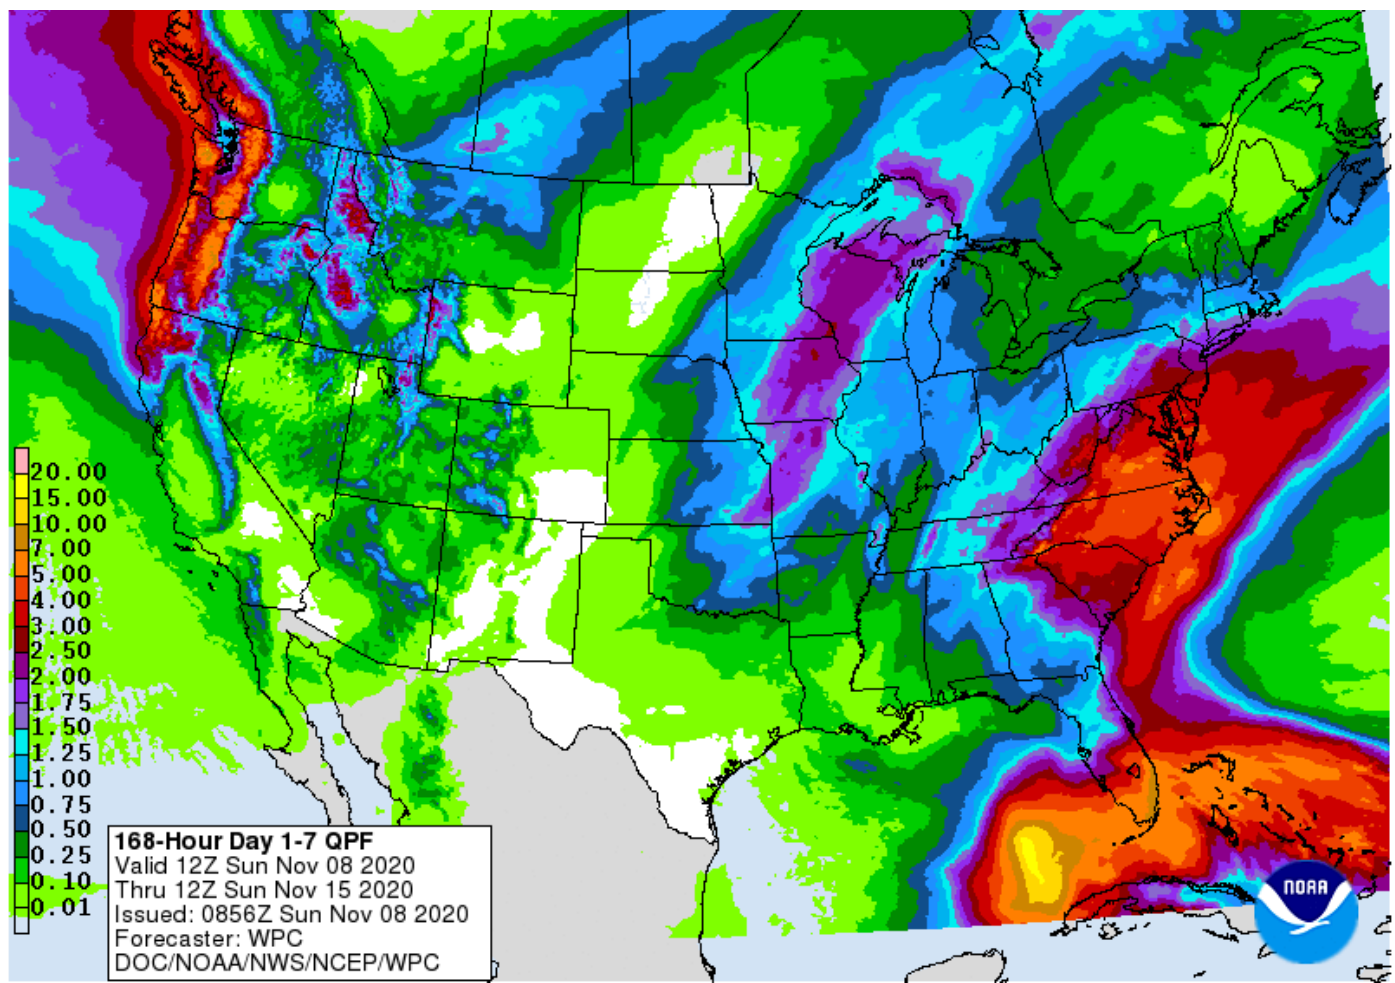 20.00
15.00
10.00
7.00
5.00
4.00
3.00
2.50
2.00
1.75
1.50
1.25
1.00
0.75
0.50
0.25
0.10
0.01
168-Hour Day 1-7 QPF
Valid 12Z Sun Nov 08 2020
Thru 12Z Sun Nov 15 2020
Issued: 0856Z Sun Nov 08 2020
Forecaster: WPC
DOC/NOAA/NWS/NCEP/WPC
NOAA